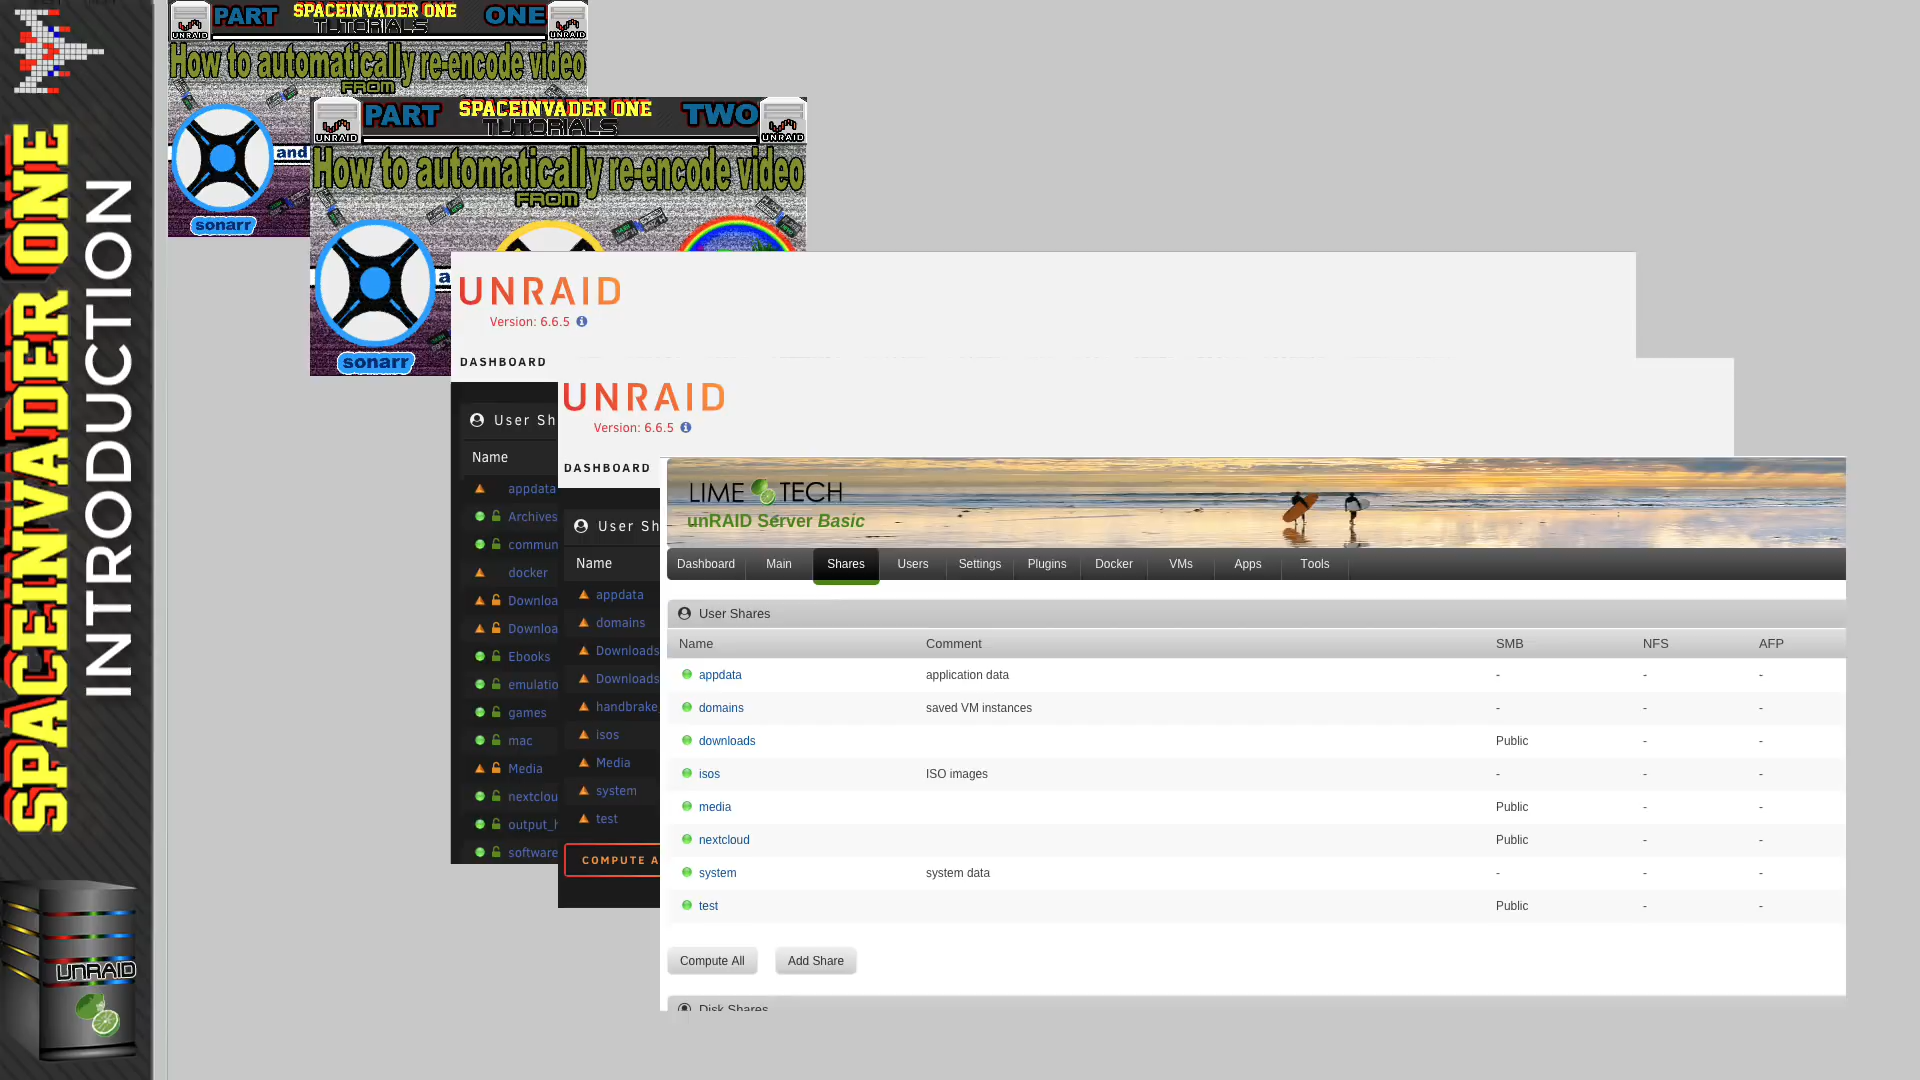 SPACEINVADER ONE
INTRODUCTION
UNRAID
PART SPACEINVADER ONE ONE
TUTORIALS
UNRAID UNRAID
How to automatically re-encode video
FROM
and
sonarr
PART SPACEINVADER ONE TWO
TUTORIALS
UNRAID UNRAID
How to automatically re-encode video
FROM
a
sonarr
UNRAID
Version: 6.6.5
DASHBOARD
User Sh
Name
appdata
Archives
commun
docker
Downloa
Downloa
Ebooks
emulatio
games
mac
Media
nextclou
output_h
software
UNRAID
Version: 6.6.5
DASHBOARD
User Sh
Name
appdata
domains
Downloads
Downloads
handbrake
isos
Media
system
test
COMPUTE A
LIME TECH
unRAID Server Basic
Dashboard Main Shares Users Settings Plugins Docker VMs Apps Tools
User Shares
Name Comment SMB NFS AFP
appdata application data - - -
domains saved VM instances - - -
downloads Public - -
isos ISO images - - -
media Public - -
nextcloud Public - -
system system data - - -
test Public - -
Compute All Add Share
Disk Shares